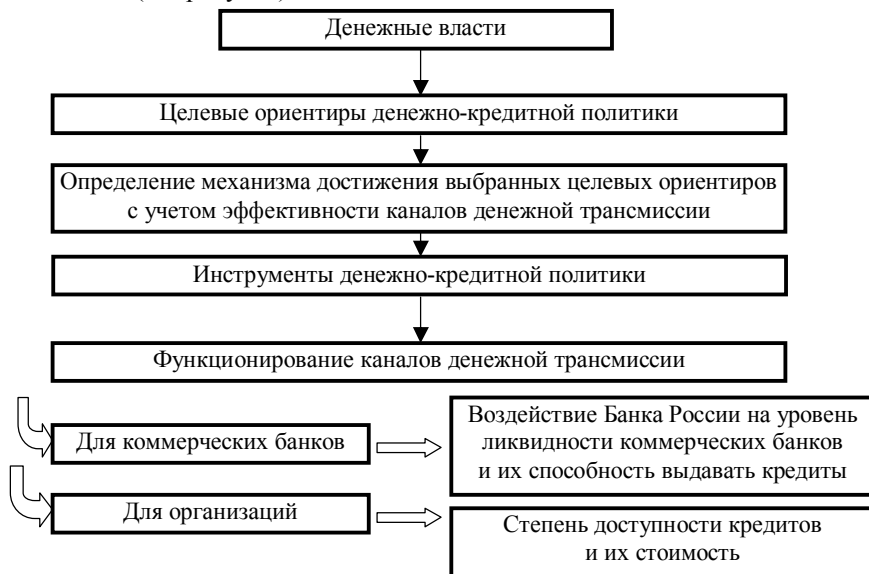 Денежные власти
Целевые ориентиры денежно-кредитной политики
Определение механизма достижения выбранных целевых ориентиров
с учетом эффективности каналов денежной трансмиссии
Инструменты денежно-кредитной политики
Функционирование каналов денежной трансмиссии
Для коммерческих банков
Воздействие Банка России на уровень
ликвидности коммерческих банков
и их способность выдавать кредиты
Для организаций
Степень доступности кредитов
и их стоимость